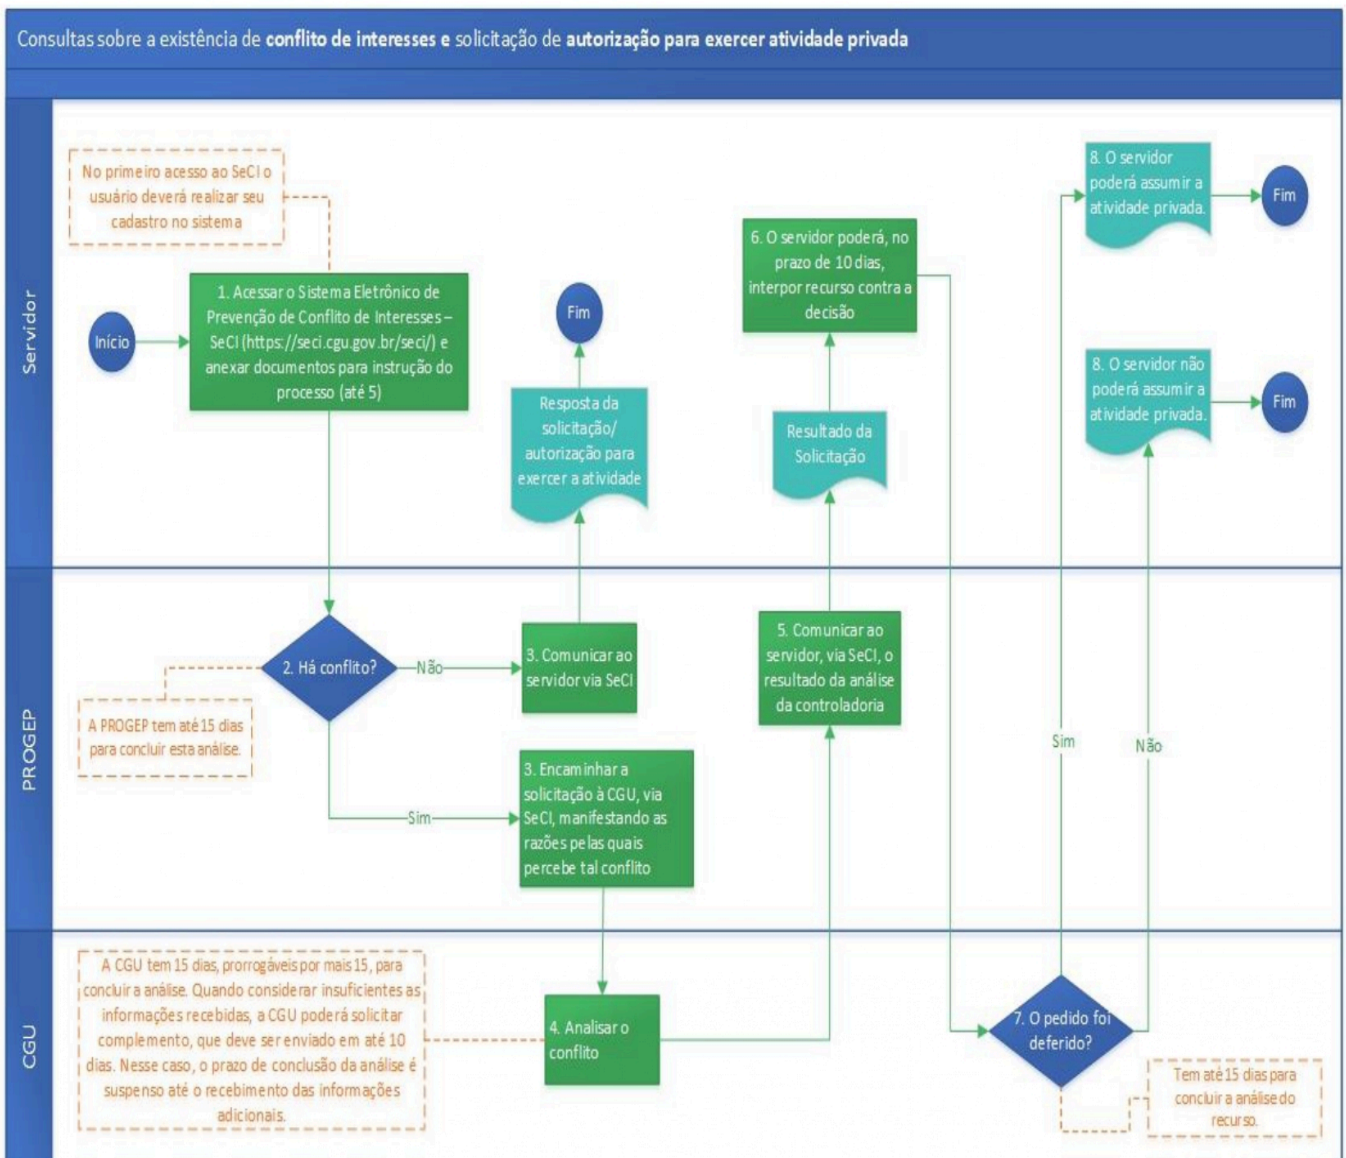 Consultas sobre a existência de conflito de interesses e solicitação de autorização para exercer atividade privada
Servidor
No primeiro acesso ao SeCI o
usuário deverá realizar seu
cadastro no sistema
Início
1. Acessar o Sistema Eletrônico de
Prevenção de Conflito de Interesses –
SeCI (https://seci.cgu.gov.br/seci/) e
anexar documentos para instrução do
processo (até 5)
Fim
Resposta da
solicitação/
autorização para
exercer a atividade
6. O servidor poderá, no
prazo de 10 dias,
interpor recurso contra a
decisão
Resultado da
Solicitação
8. O servidor
poderá assumir a
atividade privada.
Fim
8. O servidor não
poderá assumir a
atividade privada.
Fim
PROGEP
2. Há conflito?
Não
3. Comunicar ao
servidor via SeCI
A PROGEP tem até 15 dias
para concluir esta análise.
Sim
3. Encaminhar a
solicitação à CGU, via
SeCI, manifestando as
razões pelas quais
percebe tal conflito
5. Comunicar ao
servidor, via SeCI, o
resultado da análise
da controladoria
Sim
Não
CGU
A CGU tem 15 dias, prorrogáveis por mais 15, para
concluir a análise. Quando considerar insuficientes as
informações recebidas, a CGU poderá solicitar
complemento, que deve ser enviado em até 10
dias. Nesse caso, o prazo de conclusão da análise é
suspenso até o recebimento das informações
adicionais.
4. Analisar o
conflito
7. O pedido foi
deferido?
Tem até 15 dias para
concluir a análise do
recurso.